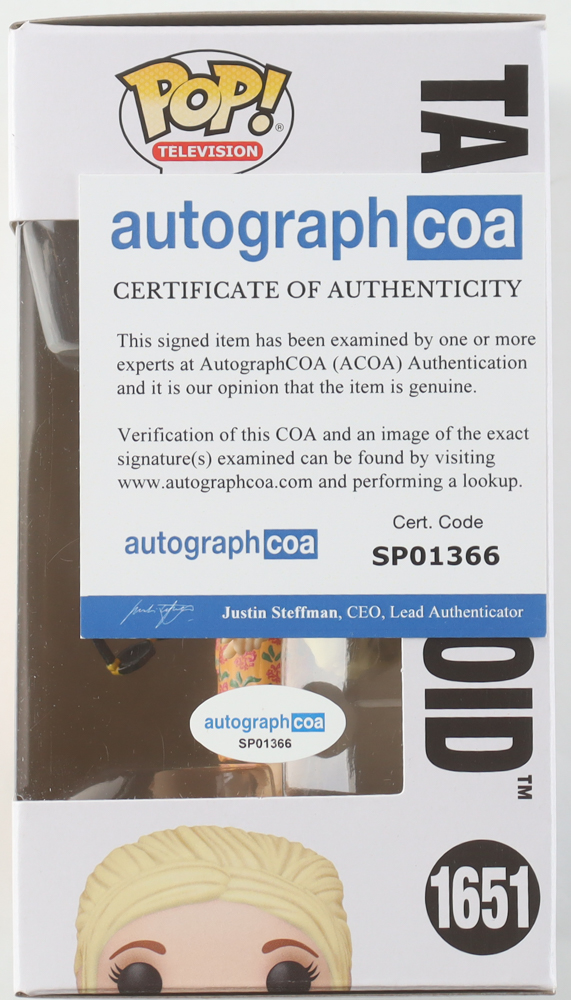 POP!®
TELEVISION
TA
autographcoa
CERTIFICATE OF AUTHENTICITY
This signed item has been examined by one or more
experts at AutographCOA (ACOA) Authentication
and it is our opinion that the item is genuine.
Verification of this COA and an image of the exact
signature(s) examined can be found by visiting
www.autographcoa.com and performing a lookup.
autographcoa
Cert. Code
SP01366
Justin Steffman, CEO, Lead Authenticator
OID™
autographcoa
SP01366
1651